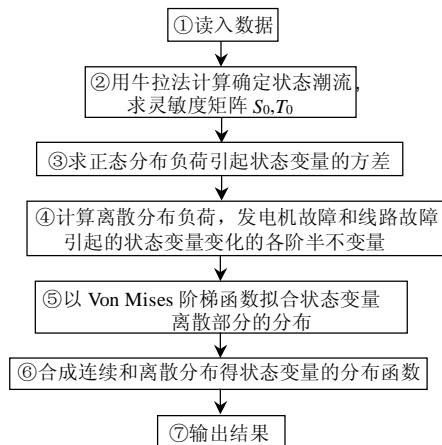 ①读入数据
②用牛拉法计算确定状态潮流,
求灵敏度矩阵 S0,T0
③求正态分布负荷引起状态变量的方差
④计算离散分布负荷，发电机故障和线路故障
引起的状态变量变化的各阶半不变量
⑤以 Von Mises 阶梯函数拟合状态变量
离散部分的分布
⑥合成连续和离散分布得状态变量的分布函数
⑦输出结果